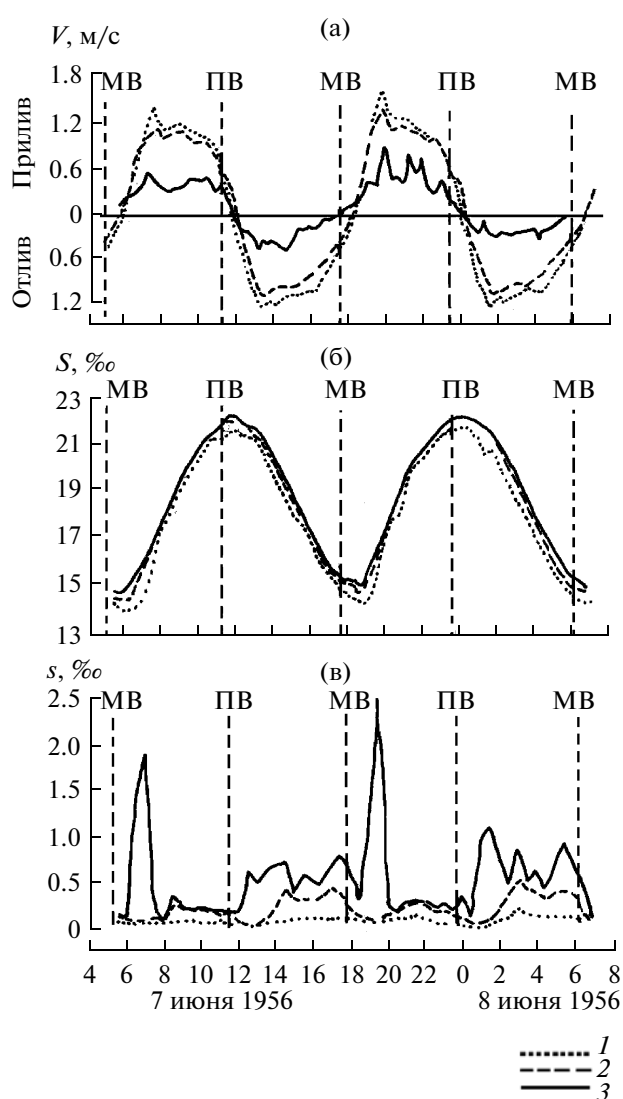 (а)
V, м/с
МВ ПВ МВ ПВ МВ
1.8
1.2
0.6
0
0.6
1.2
Прилив
Отлив
(б)
S, ‰
МВ ПВ МВ ПВ МВ
23
21
19
17
15
13
(в)
s, ‰
МВ ПВ МВ ПВ МВ
2.5
2.0
1.5
1.0
0.5
0
4 6 8 10 12 14 16 18 20 22 0 2 4 6 8
7 июня 1956 8 июня 1956
1
2
3